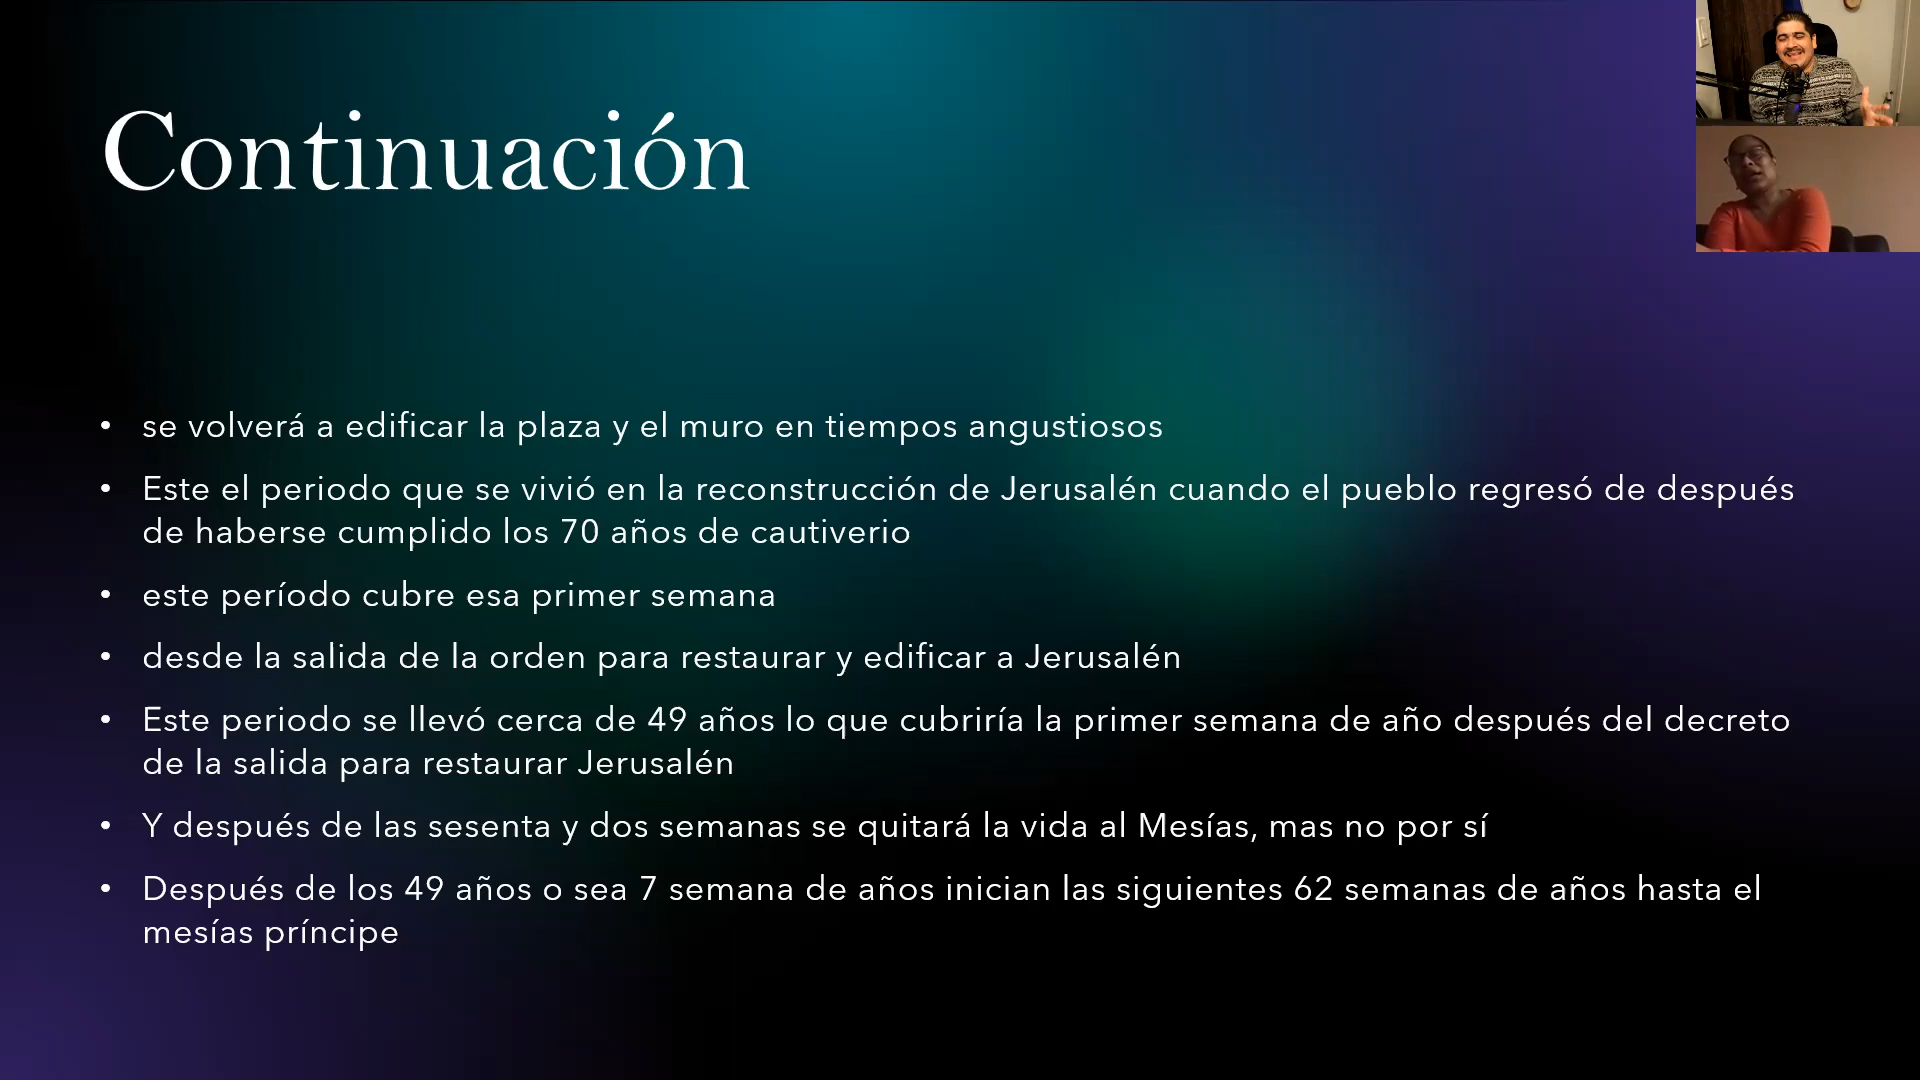 Continuación
• se volverá a edificar la plaza y el muro en tiempos angustiosos
• Este el periodo que se vivió en la reconstrucción de Jerusalén cuando el pueblo regresó de después
de haberse cumplido los 70 años de cautiverio
• este período cubre esa primer semana
• desde la salida de la orden para restaurar y edificar a Jerusalén
• Este periodo se llevó cerca de 49 años lo que cubriría la primer semana de año después del decreto
de la salida para restaurar Jerusalén
• Y después de las sesenta y dos semanas se quitará la vida al Mesías, mas no por sí
• Después de los 49 años o sea 7 semana de años inician las siguientes 62 semanas de años hasta el
mesías príncipe